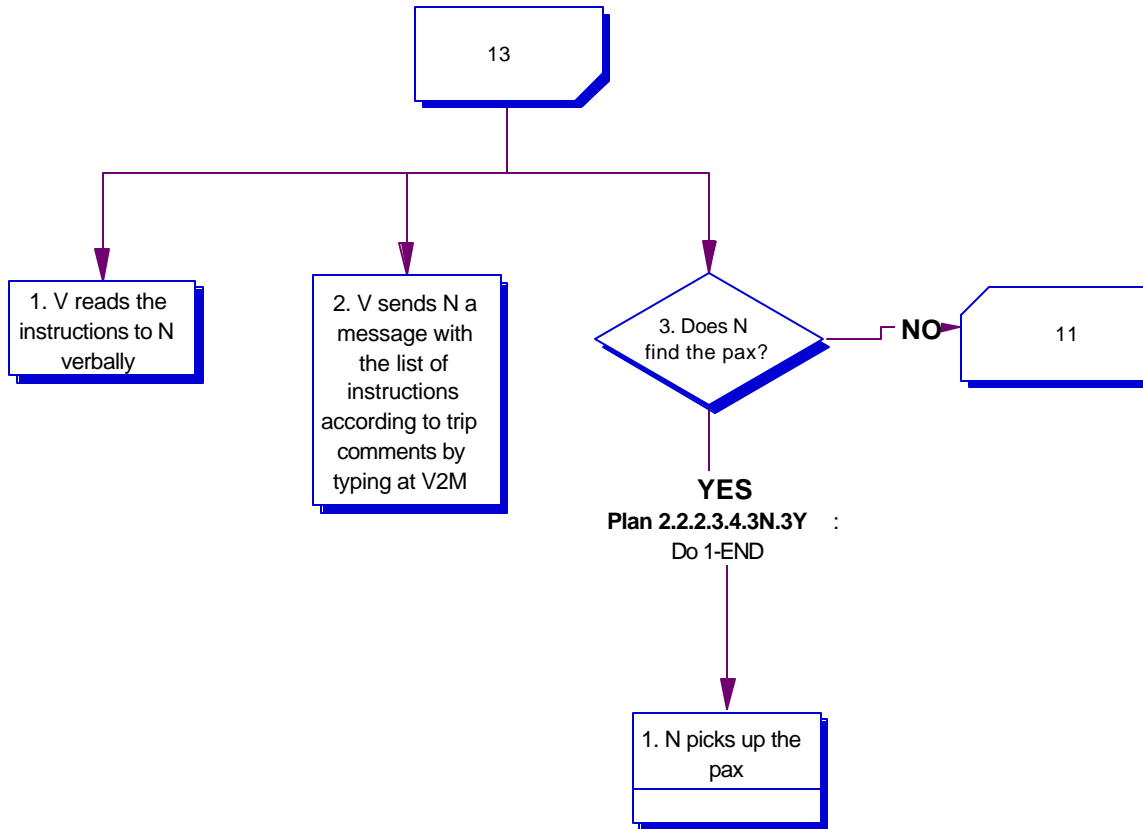 13
1. V reads the
instructions to N
verbally
2. V sends N a
message with
the list of
instructions
according to trip
comments by
typing at V2M
3. Does N
find the pax?
NO
11
YES
Plan 2.2.2.3.4.3N.3Y :
Do 1-END
1. N picks up the
pax